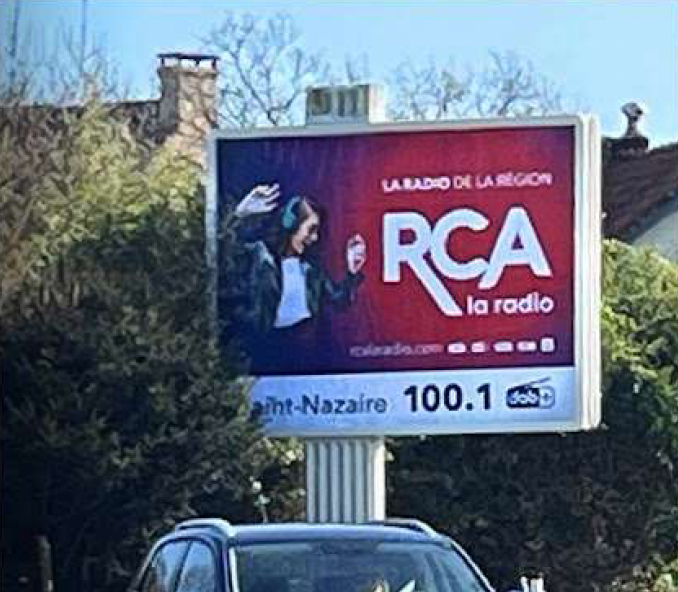 LA RADIO DE LA RÉGION
RCA
la radio
rcalaradio.com
aint-Nazaire 100.1 dab+